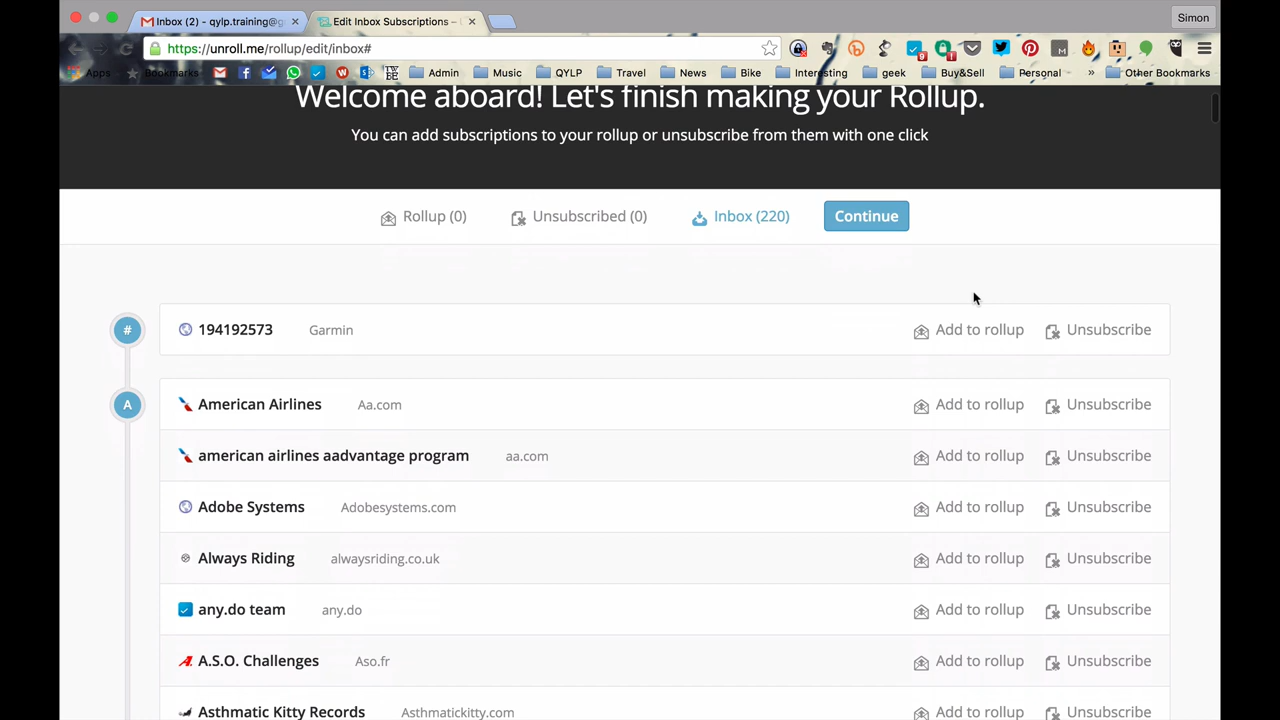 Inbox (2) - qylp.training@g
Edit Inbox Subscriptions –
Simon
https://unroll.me/rollup/edit/inbox#
Apps
Bookmarks
Admin
Music
QYLP
Travel
News
Bike
Interesting
geek
Buy&Sell
Personal
»
Other Bookmarks
Welcome aboard! Let's finish making your Rollup.
You can add subscriptions to your rollup or unsubscribe from them with one click
Rollup (0)
Unsubscribed (0)
Inbox (220)
Continue
# 194192573 Garmin Add to rollup Unsubscribe
A American Airlines Aa.com Add to rollup Unsubscribe
american airlines aadvantage program aa.com Add to rollup Unsubscribe
Adobe Systems Adobesystems.com Add to rollup Unsubscribe
Always Riding alwaysriding.co.uk Add to rollup Unsubscribe
any.do team any.do Add to rollup Unsubscribe
A.S.O. Challenges Aso.fr Add to rollup Unsubscribe
Asthmatic Kitty Records Asthmatickitty.com Add to rollup Unsubscribe